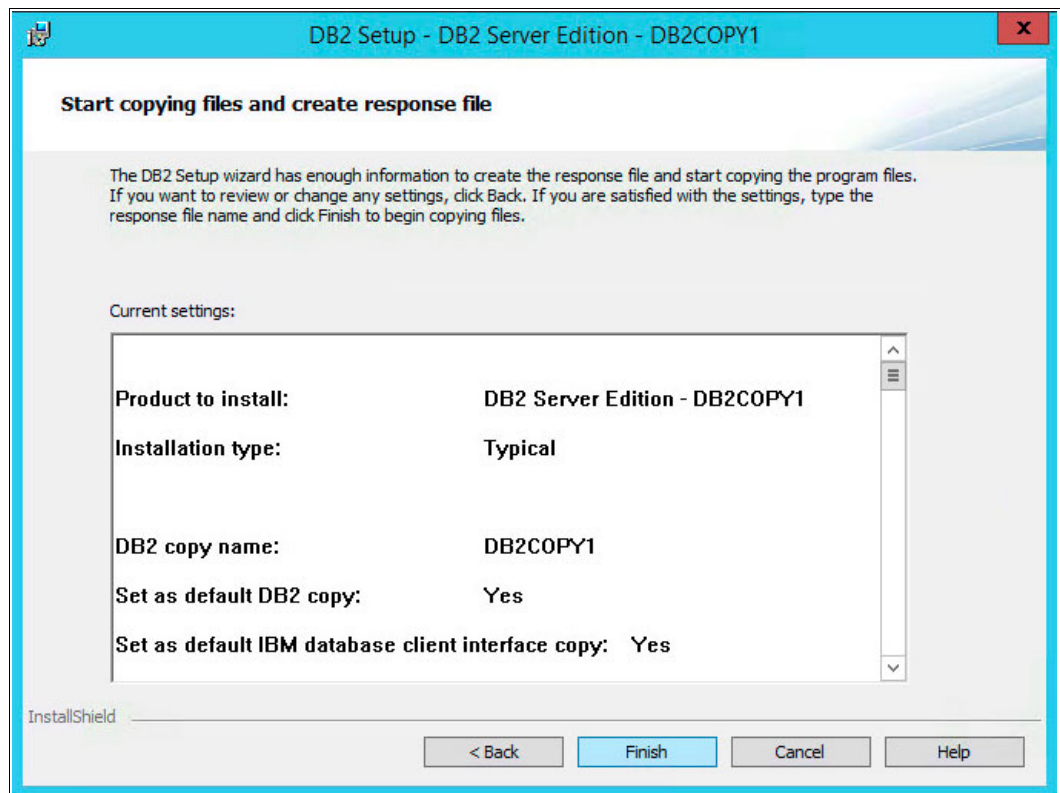 DB2 Setup - DB2 Server Edition - DB2COPY1
x
Start copying files and create response file
The DB2 Setup wizard has enough information to create the response file and start copying the program files.
If you want to review or change any settings, click Back. If you are satisfied with the settings, type the
response file name and click Finish to begin copying files.
Current settings:
Product to install: DB2 Server Edition - DB2COPY1
Installation type: Typical
DB2 copy name: DB2COPY1
Set as default DB2 copy: Yes
Set as default IBM database client interface copy: Yes
InstallShield
< Back Finish Cancel Help